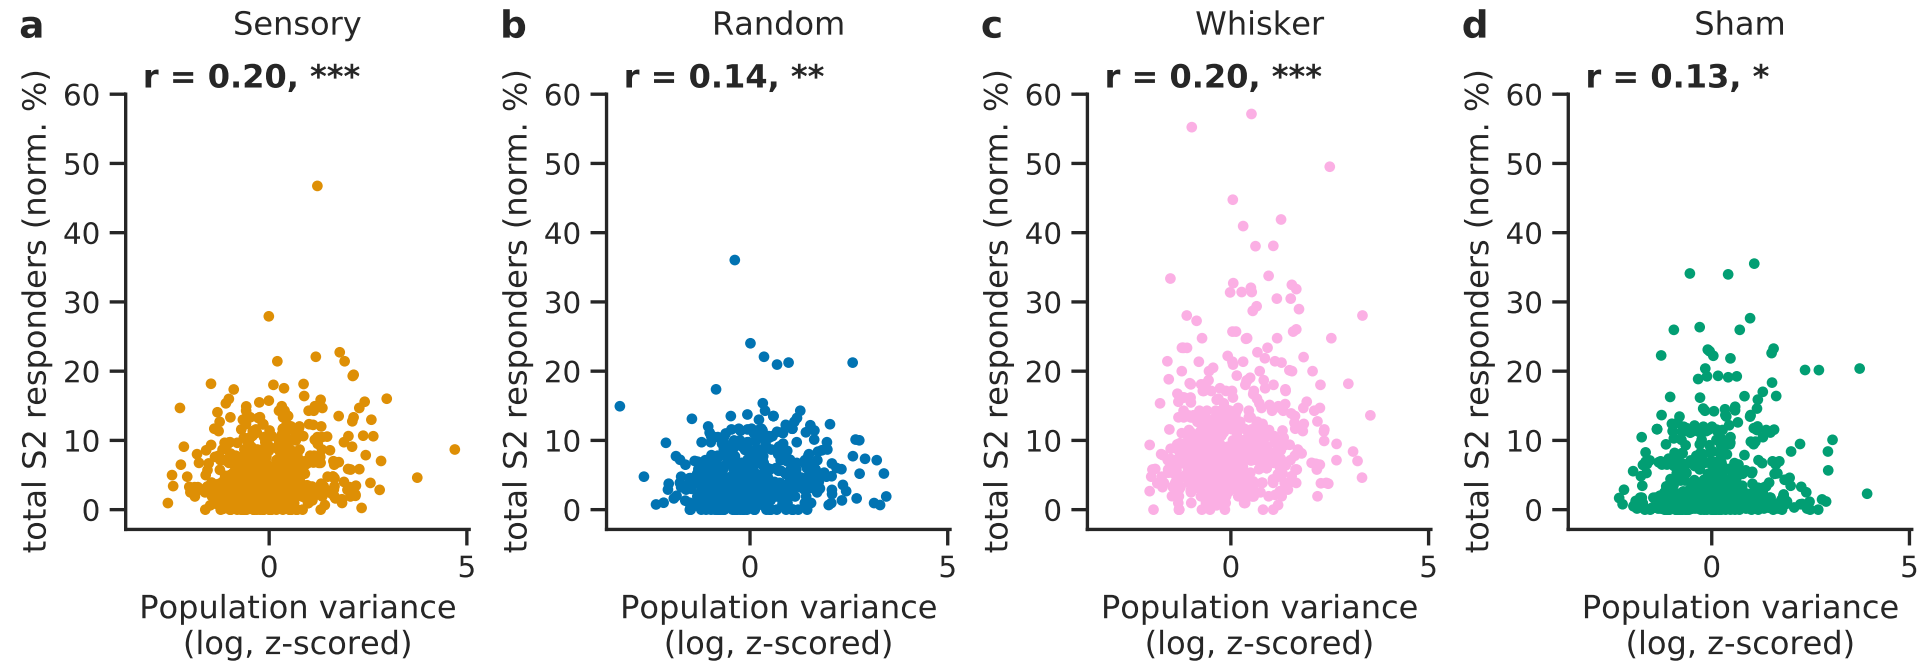 a Sensory
r = 0.20, ***
total S2 responders (norm. %)
60
50
40
30
20
10
0
0 5
Population variance
(log, z-scored)
b Random
r = 0.14, **
total S2 responders (norm. %)
60
50
40
30
20
10
0
0 5
Population variance
(log, z-scored)
c Whisker
r = 0.20, ***
total S2 responders (norm. %)
60
50
40
30
20
10
0
0 5
Population variance
(log, z-scored)
d Sham
r = 0.13, *
total S2 responders (norm. %)
60
50
40
30
20
10
0
0 5
Population variance
(log, z-scored)